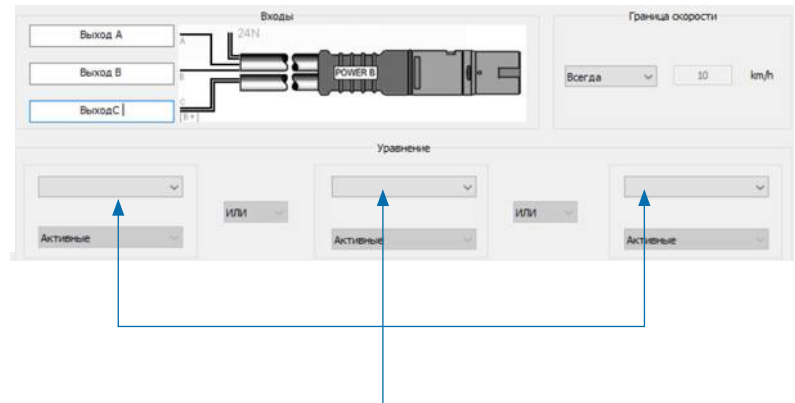 Входы
Граница скорости
Выход A
A
24N
Выход B
B
POWER B
Всегда
10
km/h
ВыходC
C
[B+]
Уравнение
ИЛИ
ИЛИ
Активные
Активные
Активные